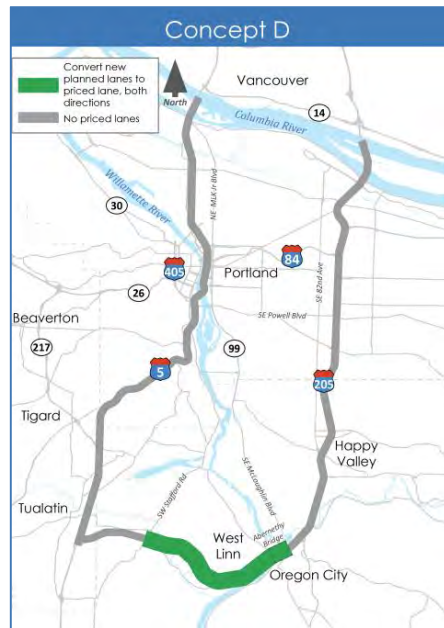 Concept D
Convert new
planned lanes to
priced lane, both
directions
No priced lanes
North
Vancouver
14
Columbia River
Willamette River
NE MLK Jr Blvd
30
405
84
Portland
26
SE 82nd Ave
Beaverton
SE Powell Blvd
217
99
5
205
Tigard
Happy
Valley
SW Stafford Rd
SE McLoughlin Blvd
Tualatin
West
Linn
Abernethy
Bridge
Oregon City